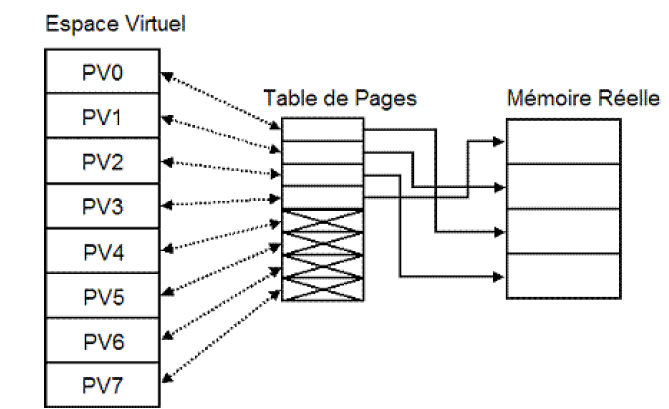 Espace Virtuel
Table de Pages
Mémoire Réelle
PV0
PV1
PV2
PV3
PV4
PV5
PV6
PV7